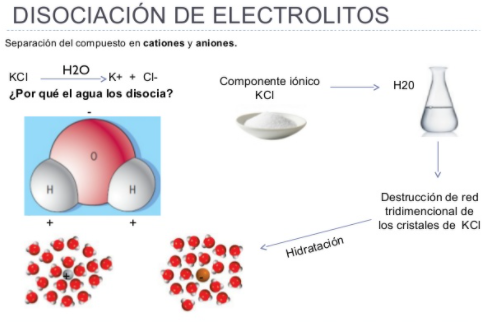 DISOCIACIÓN DE ELECTROLITOS
Separación del compuesto en cationes y aniones.
KCl H2O K+ + Cl-
¿Por qué el agua los disocia?
-
O
H H
+ +
+
-
Componente iónico
KCl
H20
Destrucción de red
tridimencional de
los cristales de KCl
Hidratación